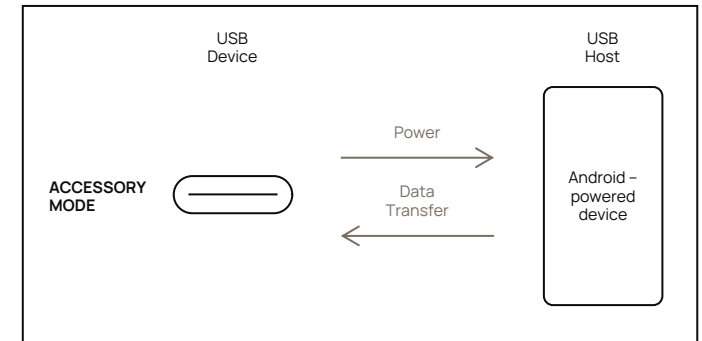 USB
Device
USB
Host
Power
ACCESSORY
MODE
Data
Transfer
Android –
powered
device